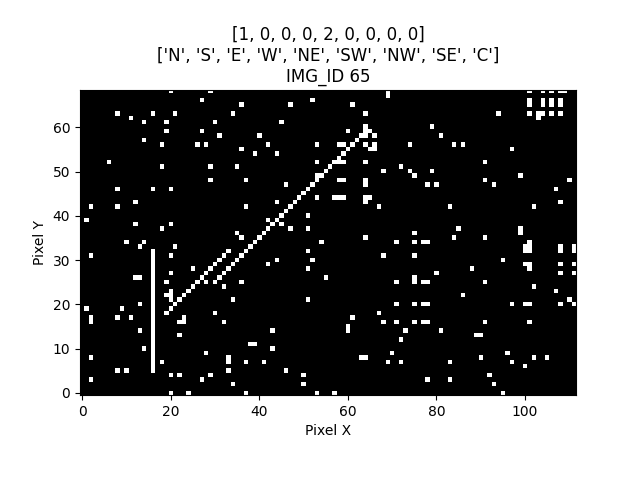 [1, 0, 0, 0, 2, 0, 0, 0, 0]
['N', 'S', 'E', 'W', 'NE', 'SW', 'NW', 'SE', 'C']
IMG_ID 65
Pixel Y
60
50
40
30
20
10
0
0 20 40 60 80 100
Pixel X